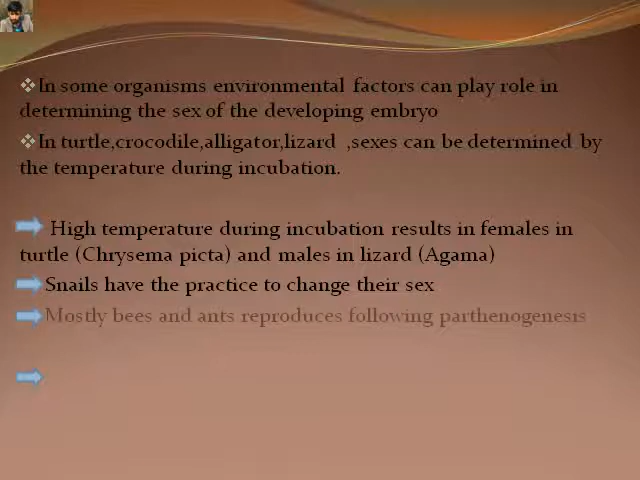 In some organisms environmental factors can play role in
determining the sex of the developing embryo
In turtle,crocodile,alligator,lizard ,sexes can be determined by
the temperature during incubation.
High temperature during incubation results in females in
turtle (Chrysema picta) and males in lizard (Agama)
Snails have the practice to change their sex
Mostly bees and ants reproduces following parthenogenesis